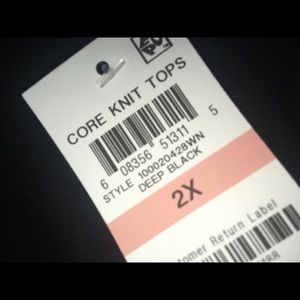 CORE KNIT TOPS
6 08356 51311 5
STYLE 100020428WN
DEEP BLACK
2X
Customer Return Label